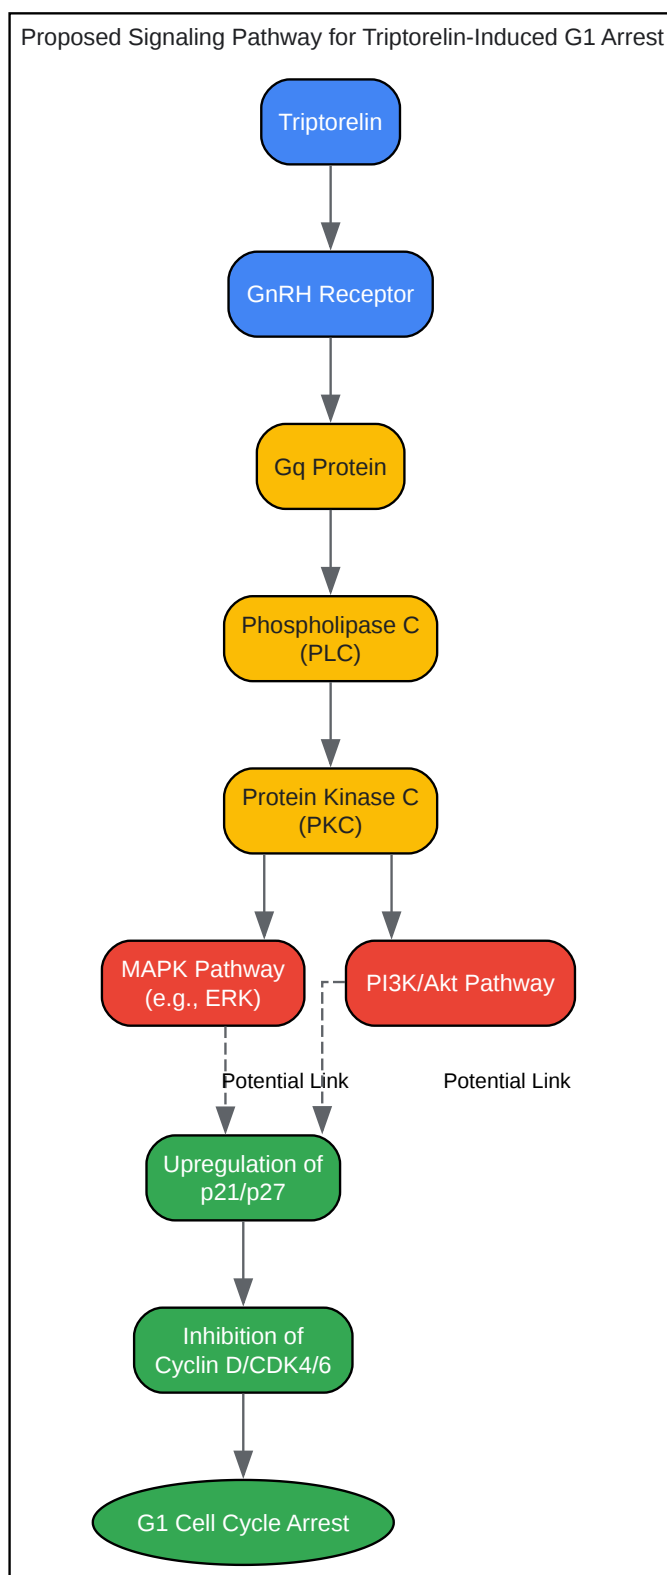 Proposed Signaling Pathway for Triptorelin-Induced G1 Arrest
Triptorelin
GnRH Receptor
Gq Protein
Phospholipase C
(PLC)
Protein Kinase C
(PKC)
MAPK Pathway
(e.g., ERK)
PI3K/Akt Pathway
Potential Link
Potential Link
Upregulation of
p21/p27
Inhibition of
Cyclin D/CDK4/6
G1 Cell Cycle Arrest